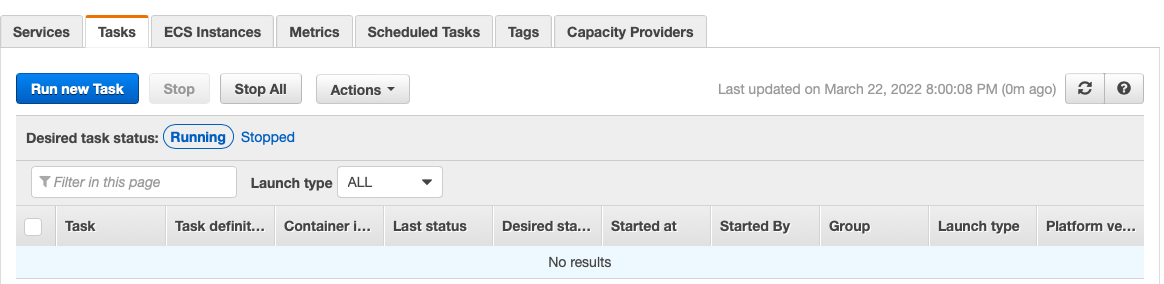 Services Tasks ECS Instances Metrics Scheduled Tasks Tags Capacity Providers
Run new Task Stop Stop All Actions Last updated on March 22, 2022 8:00:08 PM (0m ago)
Desired task status: Running Stopped
Filter in this page Launch type ALL
Task Task definit... Container i... Last status Desired sta... Started at Started By Group Launch type Platform ve...
No results